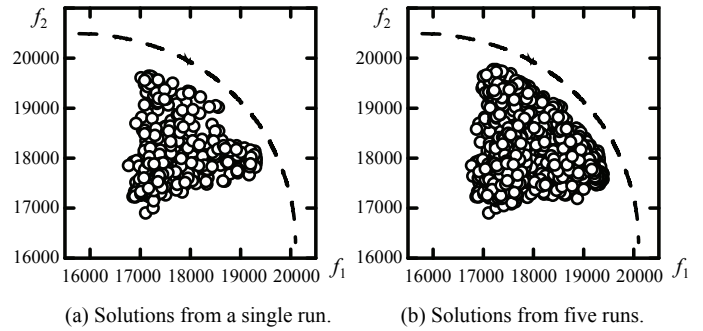 f2 f2
20000 20000
19000 19000
18000 18000
17000 17000
16000 16000
16000 17000 18000 19000 20000 f1 16000 17000 18000 19000 20000 f1
(a) Solutions from a single run. (b) Solutions from five runs.